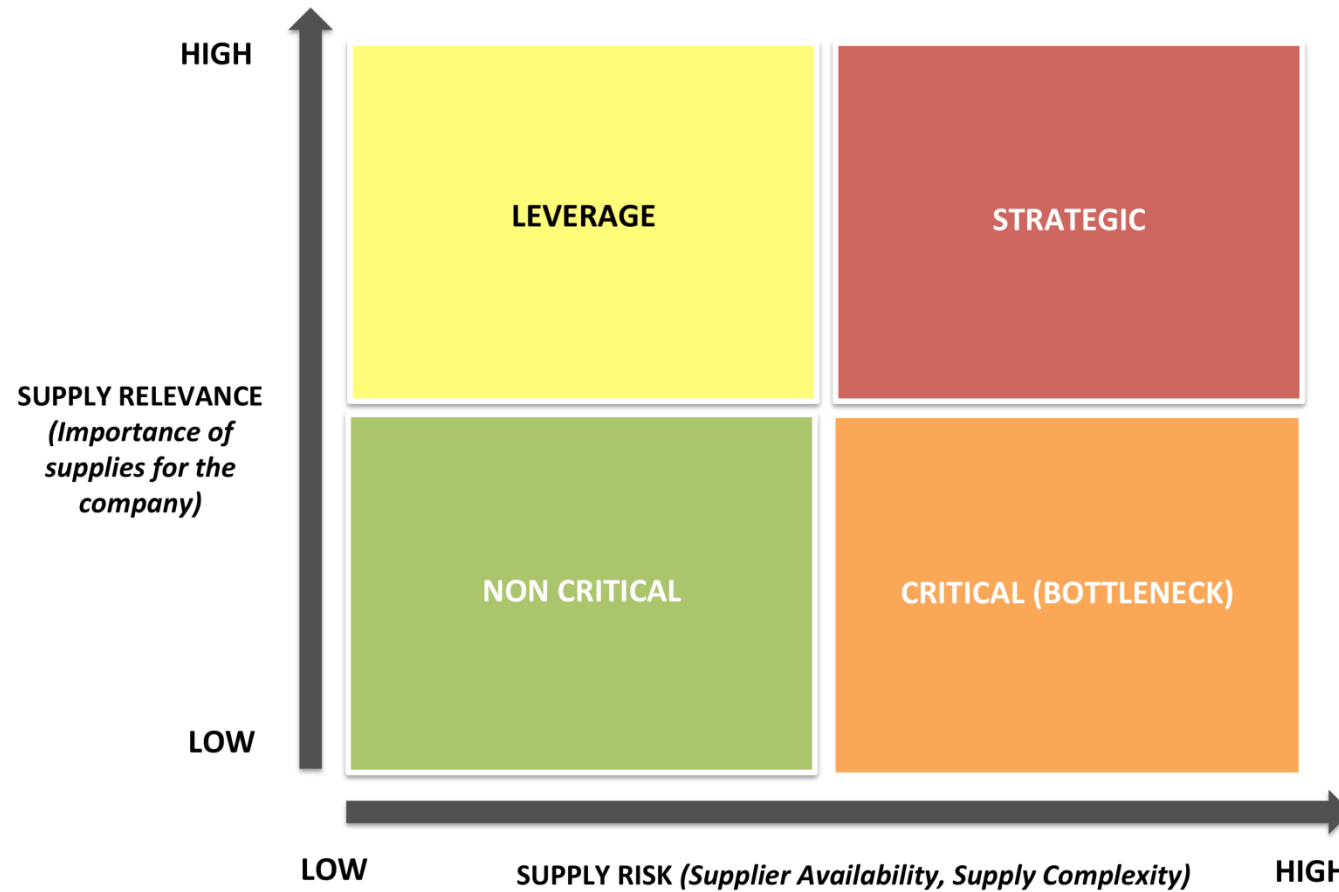 HIGH
LEVERAGE
STRATEGIC
SUPPLY RELEVANCE
(Importance of
supplies for the
company)
NON CRITICAL
CRITICAL (BOTTLENECK)
LOW
LOW
SUPPLY RISK (Supplier Availability, Supply Complexity)
HIGH